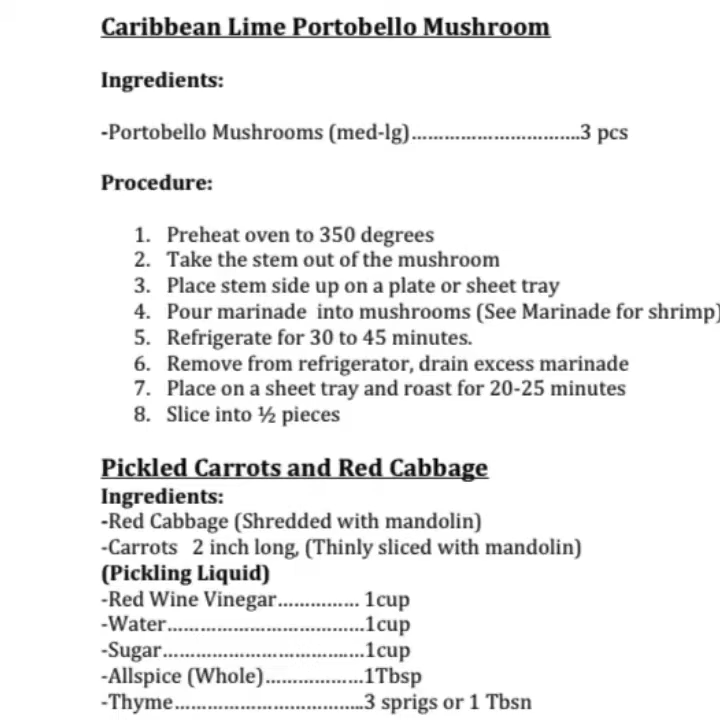 Caribbean Lime Portobello Mushroom
Ingredients:
-Portobello Mushrooms (med-lg)................................3 pcs
Procedure:
1. Preheat oven to 350 degrees
2. Take the stem out of the mushroom
3. Place stem side up on a plate or sheet tray
4. Pour marinade into mushrooms (See Marinade for shrimp)
5. Refrigerate for 30 to 45 minutes.
6. Remove from refrigerator, drain excess marinade
7. Place on a sheet tray and roast for 20-25 minutes
8. Slice into ½ pieces
Pickled Carrots and Red Cabbage
Ingredients:
-Red Cabbage (Shredded with mandolin)
-Carrots 2 inch long, (Thinly sliced with mandolin)
(Pickling Liquid)
-Red Wine Vinegar............... 1cup
-Water....................................1cup
-Sugar.....................................1cup
-Allspice (Whole)..................1Tbsp
-Thyme...................................3 sprigs or 1 Tbsn